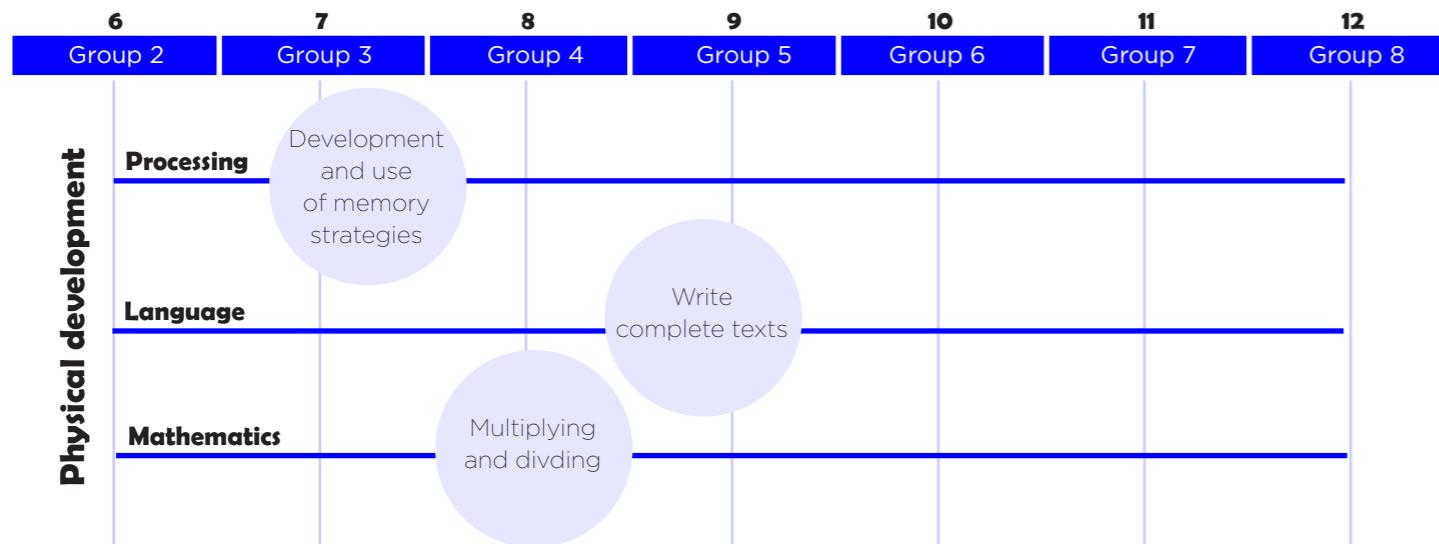 6 7 8 9 10 11 12
Group 2 Group 3 Group 4 Group 5 Group 6 Group 7 Group 8
Physical development
Processing
Development
and use
of memory
strategies
Language
Write
complete texts
Mathematics
Multiplying
and divding